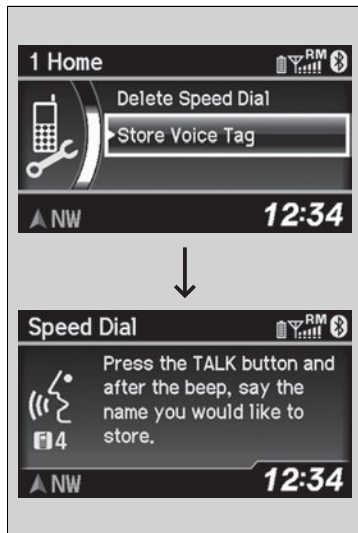 1 Home
RM
Delete Speed Dial
Store Voice Tag
NW
12:34
Speed Dial
RM
Press the TALK button and
after the beep, say the
name you would like to
store.
4
NW
12:34